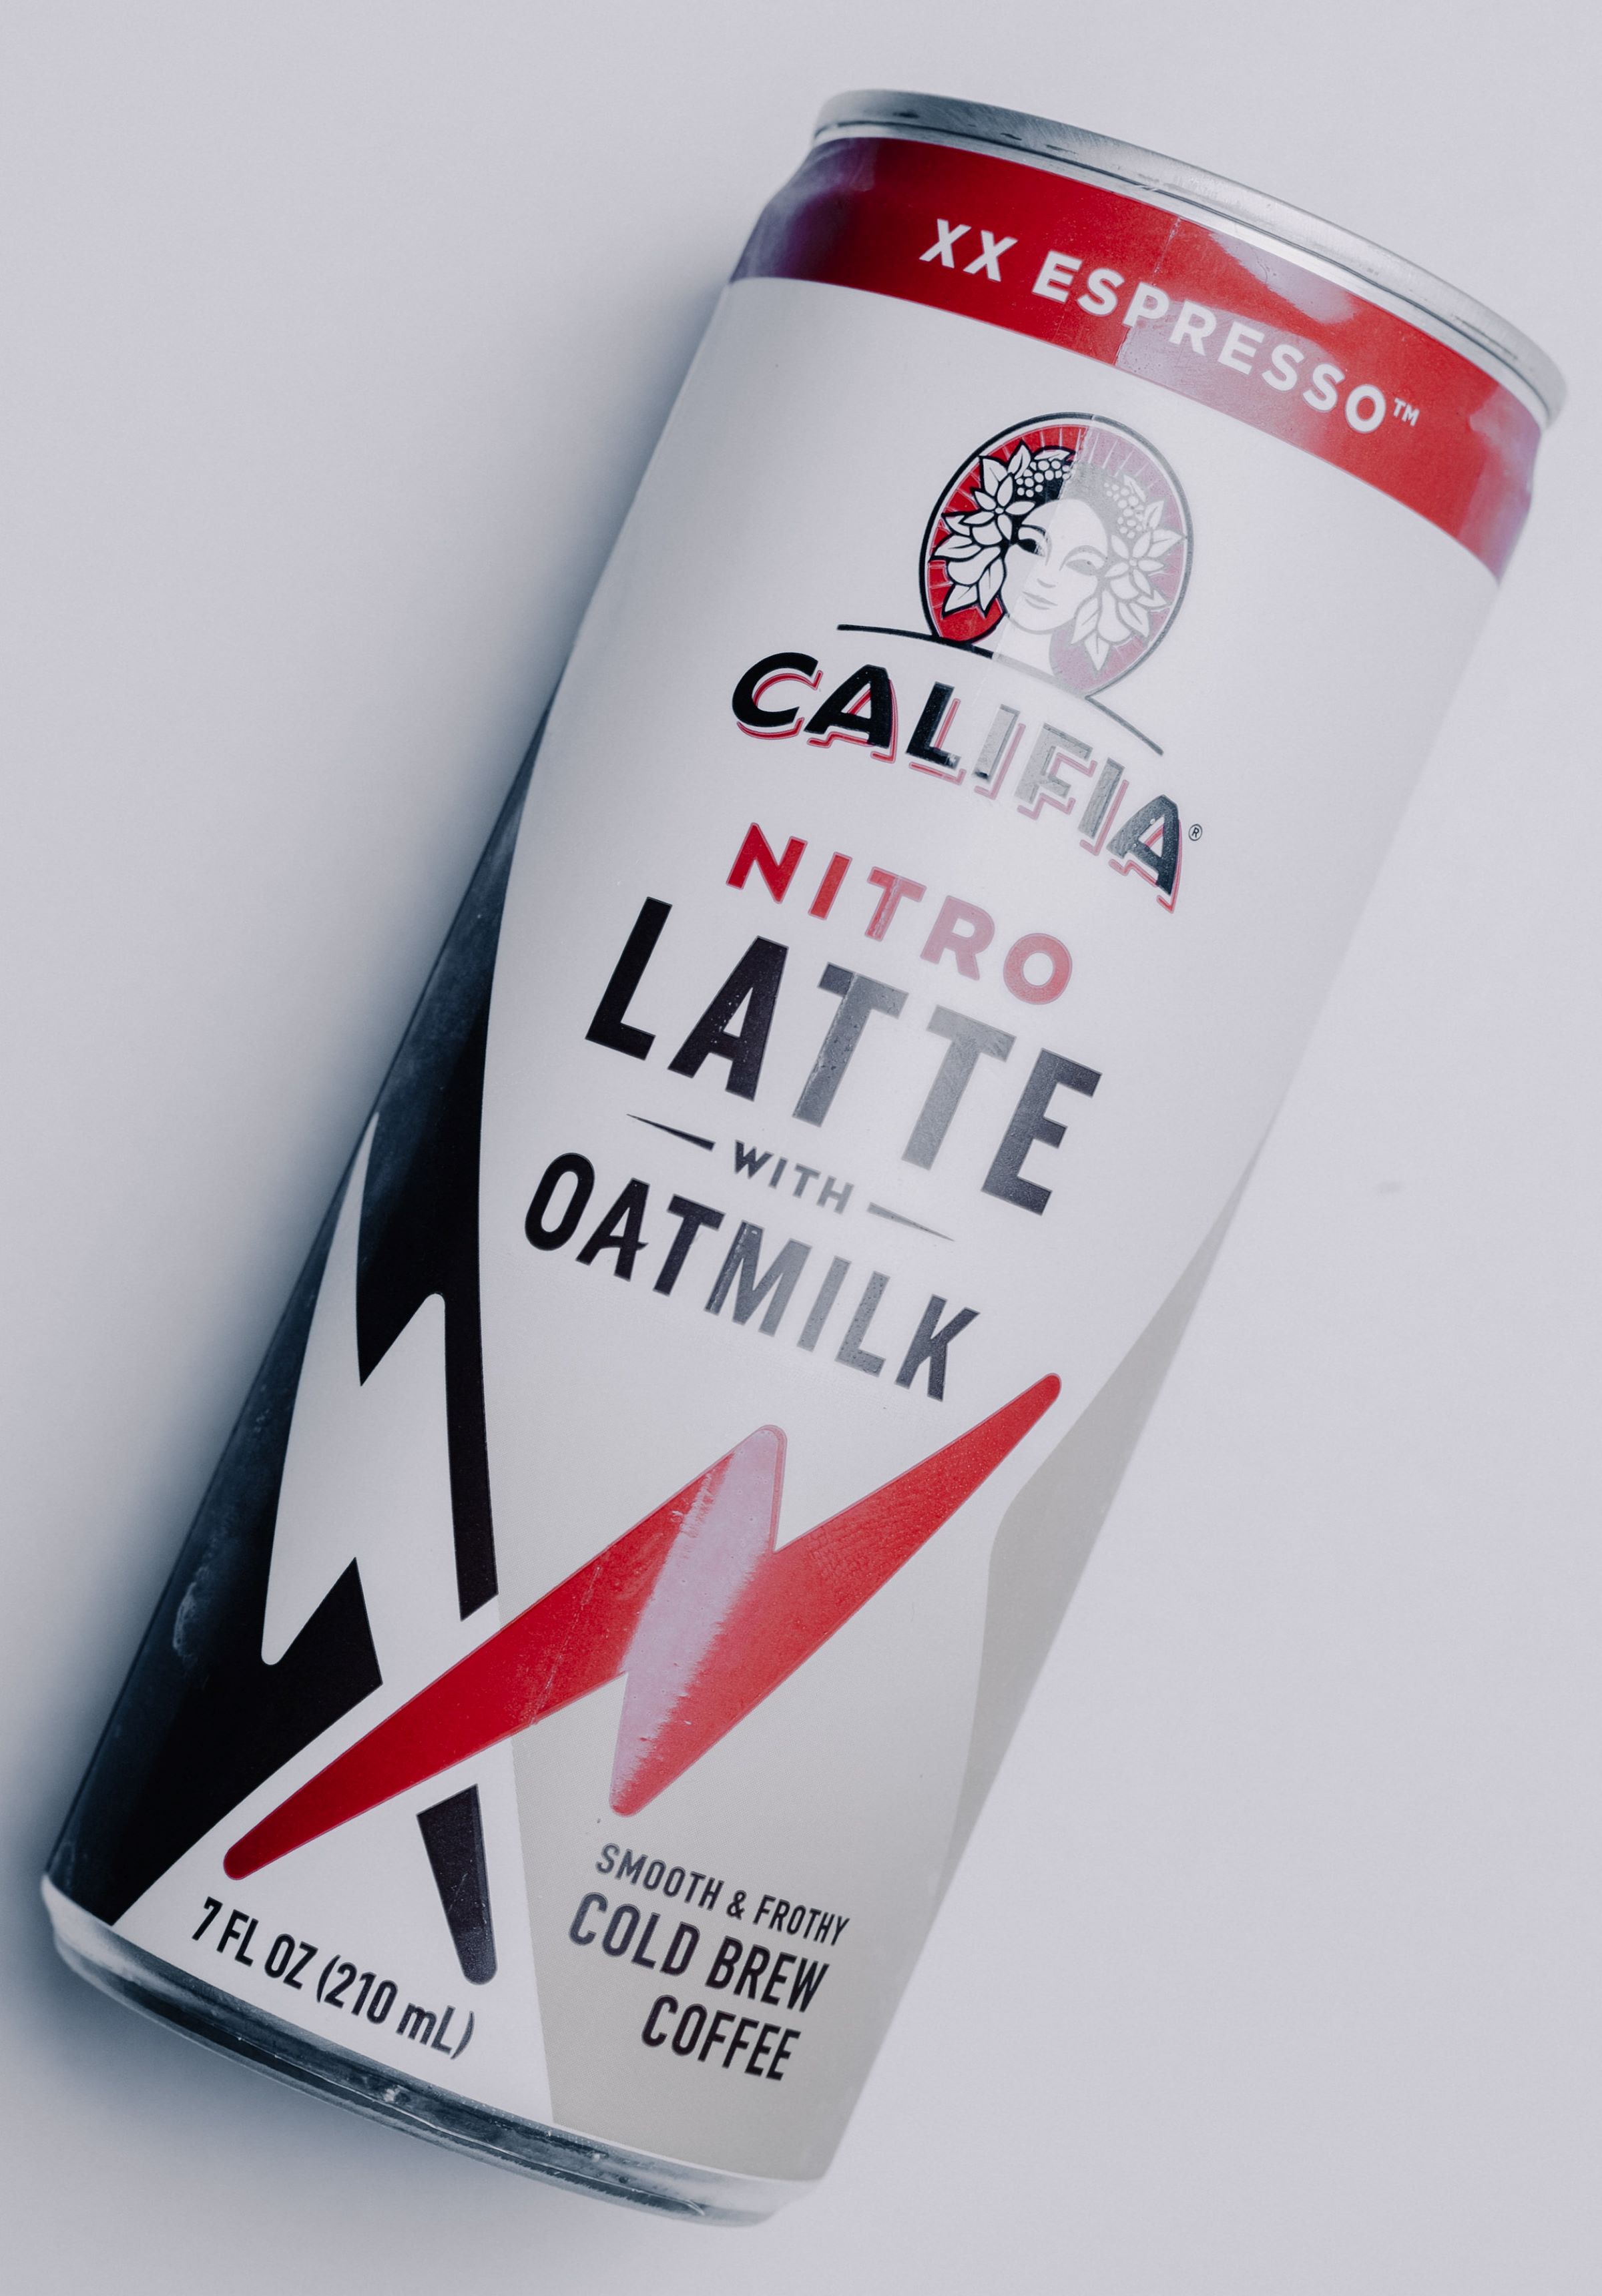 XX ESPRESSO™
CALIFIA®
NITRO
LATTE
WITH
OATMILK
SMOOTH & FROTHY
COLD BREW
COFFEE
7 FL OZ (210 mL)